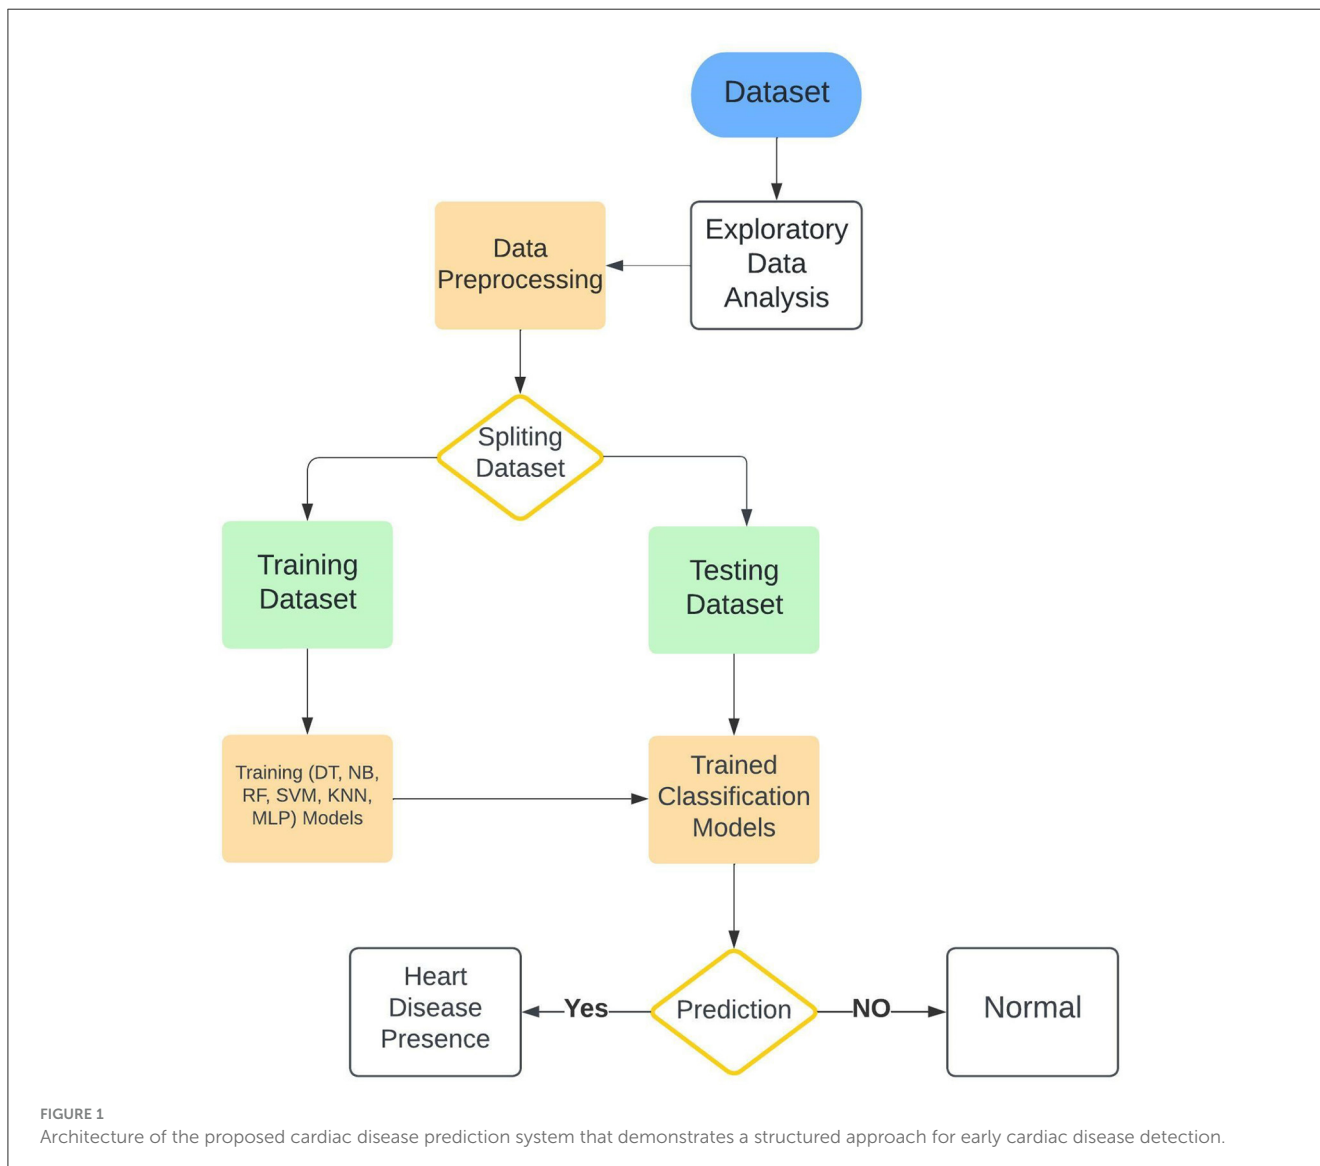 Dataset
Exploratory
Data
Analysis
Data
Preprocessing
Spliting
Dataset
Training
Dataset
Testing
Dataset
Training (DT, NB,
RF, SVM, KNN,
MLP) Models
Trained
Classification
Models
Heart
Disease
Presence
Yes
Prediction
NO
Normal
FIGURE 1
Architecture of the proposed cardiac disease prediction system that demonstrates a structured approach for early cardiac disease detection.